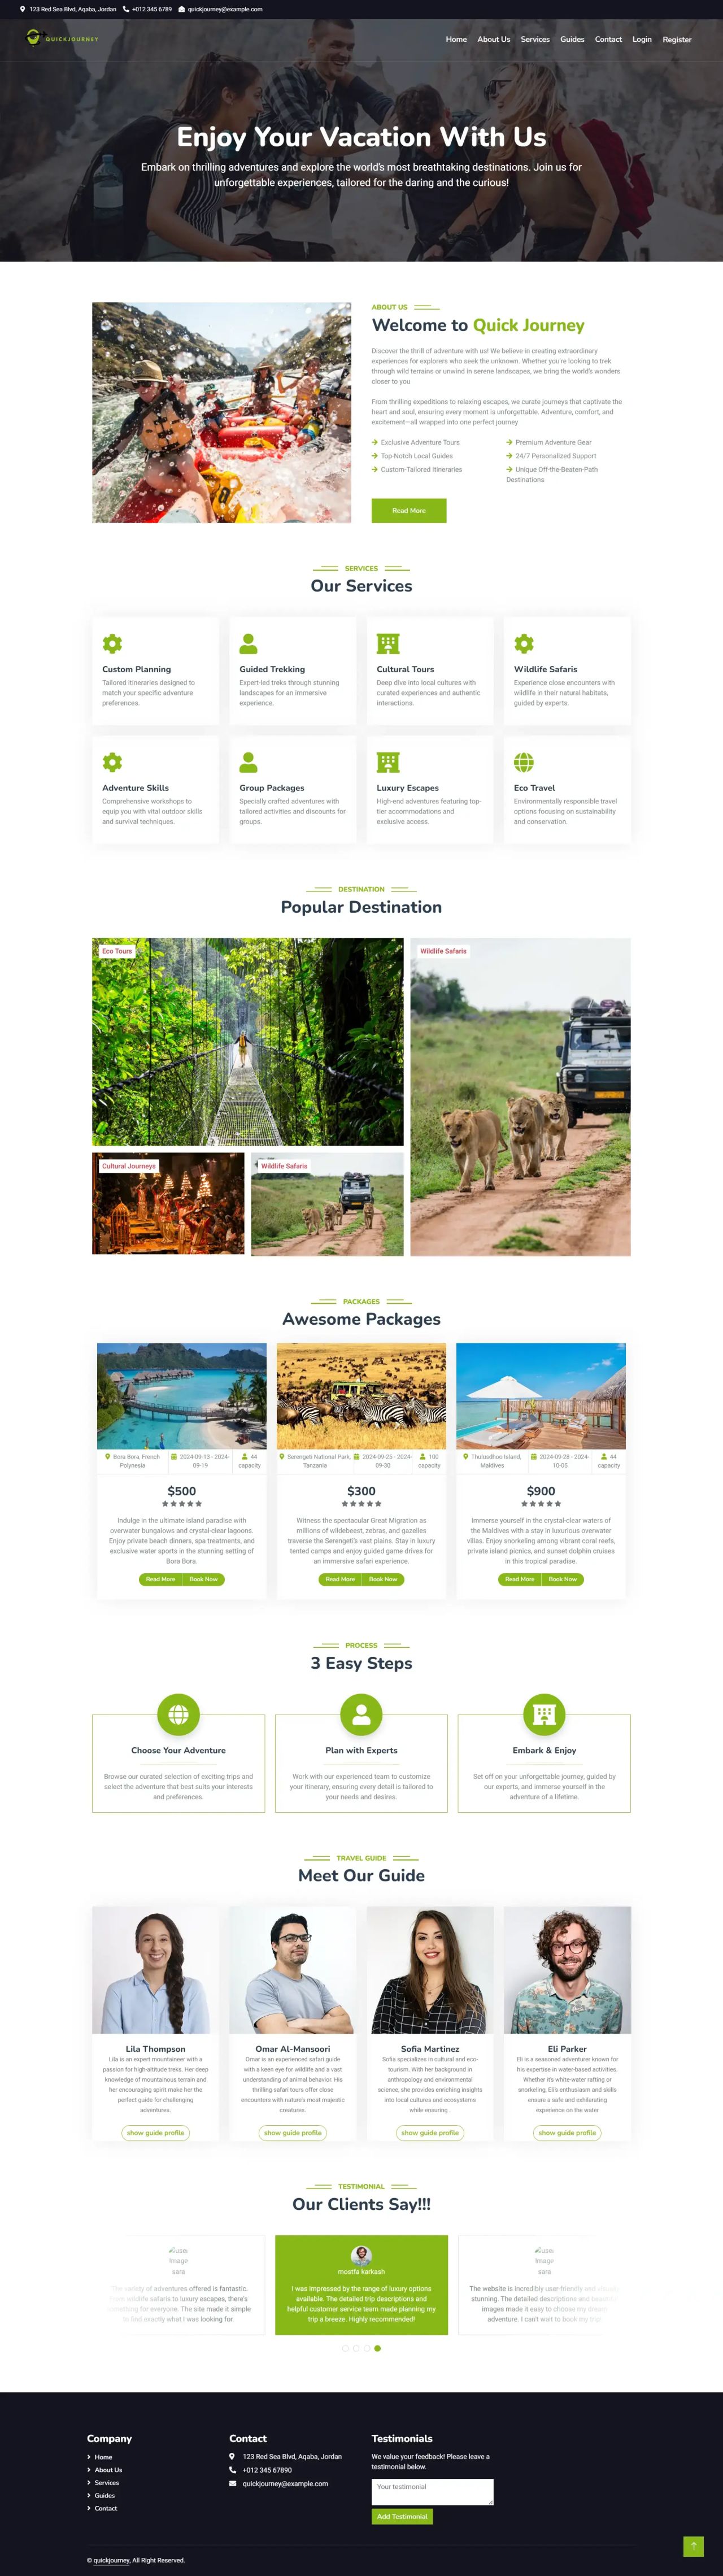 123 Red Sea Blvd, Aqaba, Jordan +012 345 6789 quickjourney@example.com
QUICKJOURNEY
Home About Us Services Guides Contact Login Register
Enjoy Your Vacation With Us
Embark on thrilling adventures and explore the world's most breathtaking destinations. Join us for
unforgettable experiences, tailored for the daring and the curious!
ABOUT US
Welcome to Quick Journey
Discover the thrill of adventure with us! We believe in creating extraordinary
experiences for explorers who seek the unknown. Whether you're looking to trek
through wild terrains or unwind in serene landscapes, we bring the world's wonders
closer to you
From thrilling expeditions to relaxing escapes, we curate journeys that captivate the
heart and soul, ensuring every moment is unforgettable. Adventure, comfort, and
excitement—all wrapped into one perfect journey
Exclusive Adventure Tours
Premium Adventure Gear
Top-Notch Local Guides
24/7 Personalized Support
Custom-Tailored Itineraries
Unique Off-the-Beaten-Path
Destinations
Read More
SERVICES
Our Services
Custom Planning
Tailored itineraries designed to
match your specific adventure
preferences.
Guided Trekking
Expert-led treks through stunning
landscapes for an immersive
experience.
Cultural Tours
Deep dive into local cultures with
curated experiences and authentic
interactions.
Wildlife Safaris
Experience close encounters with
wildlife in their natural habitats,
guided by experts.
Adventure Skills
Comprehensive workshops to
equip you with vital outdoor skills
and survival techniques.
Group Packages
Specially crafted adventures with
tailored activities and discounts for
groups.
Luxury Escapes
High-end adventures featuring top-
tier accommodations and
exclusive access.
Eco Travel
Environmentally responsible travel
options focusing on sustainability
and conservation.
DESTINATION
Popular Destination
Eco Tours
Wildlife Safaris
Cultural Journeys
Wildlife Safaris
PACKAGES
Awesome Packages
Bora Bora, French
Polynesia
2024-09-13 - 2024-
09-19
44
capacity
$500
Indulge in the ultimate island paradise with
overwater bungalows and crystal-clear lagoons.
Enjoy private beach dinners, spa treatments, and
exclusive water sports in the stunning setting of
Bora Bora.
Read More Book Now
Serengeti National Park,
Tanzania
2024-09-25 - 2024-
09-30
100
capacity
$300
Witness the spectacular Great Migration as
millions of wildebeest, zebras, and gazelles
traverse the Serengeti's vast plains. Stay in luxury
tented camps and enjoy guided game drives for
an immersive safari experience.
Read More Book Now
Thulusdhoo Island,
Maldives
2024-09-28 - 2024-
10-05
44
capacity
$900
Immerse yourself in the crystal-clear waters of
the Maldives with a stay in luxurious overwater
villas. Enjoy snorkeling among vibrant coral reefs,
private island picnics, and sunset dolphin cruises
in this tropical paradise.
Read More Book Now
PROCESS
3 Easy Steps
Choose Your Adventure
Browse our curated selection of exciting trips and
select the adventure that best suits your interests
and preferences.
Plan with Experts
Work with our experienced team to customize
your itinerary, ensuring every detail is tailored to
your needs and desires.
Embark & Enjoy
Set off on your unforgettable journey, guided by
our experts, and immerse yourself in the
adventure of a lifetime.
TRAVEL GUIDE
Meet Our Guide
Lila Thompson
Lila is an expert mountaineer with a
passion for high-altitude treks. Her deep
knowledge of mountainous terrain and
her encouraging spirit make her the
perfect guide for challenging
adventures.
show guide profile
Omar Al-Mansoori
Omar is an experienced safari guide
with a keen eye for wildlife and a vast
understanding of animal behavior. His
thrilling safari tours offer close
encounters with nature's most majestic
creatures.
show guide profile
Sofia Martinez
Sofia specializes in cultural and eco-
tourism. With her background in
anthropology and environmental
science, she provides enriching insights
into local cultures and ecosystems
while ensuring .
show guide profile
Eli Parker
Eli is a seasoned adventurer known for
his expertise in water-based activities.
Whether it's white-water rafting or
snorkeling, Eli's enthusiasm and skills
ensure a safe and exhilarating
experience on the water
show guide profile
TESTIMONIAL
Our Clients Say!!!
user
Image
sara
The variety of adventures offered is fantastic.
wildlife safaris to luxury escapes, there's
for everyone. The site made it simple
to find exactly what I was looking for.
mostfa karkash
I was impressed by the range of luxury options
available. The detailed trip descriptions and
helpful customer service team made planning my
trip a breeze. Highly recommended!
user
Image
sara
The website is incredibly user-friendly and visually
stunning. The detailed descriptions and beautiful
images made it easy to choose my dream
adventure. I can't wait to book my trip!
Company
Home
About Us
Services
Guides
Contact
Contact
123 Red Sea Blvd, Aqaba, Jordan
+012 345 67890
quickjourney@example.com
Testimonials
We value your feedback! Please leave a
testimonial below.
Your testimonial
Add Testimonial
© quickjourney, All Right Reserved.